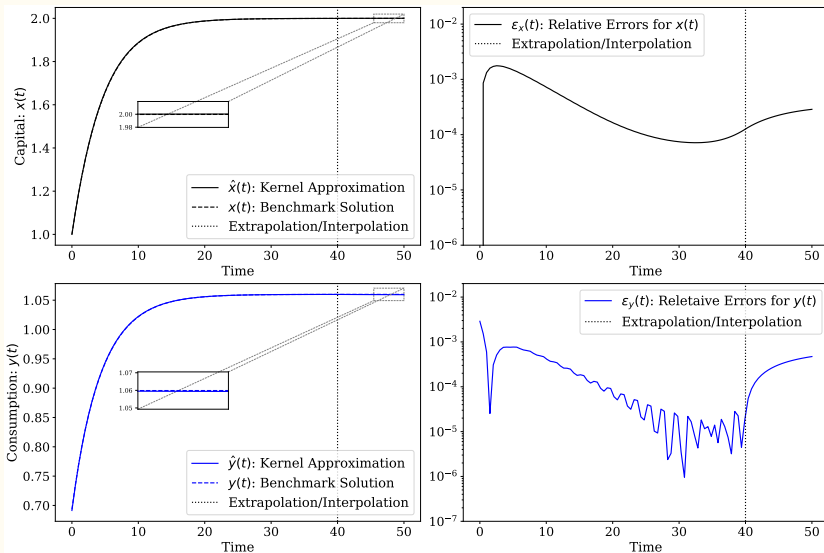 2.0
1.8
1.6
1.4
1.2
1.0
Capital: x(t)
2.00
1.98
x̂(t): Kernel Approximation
x(t): Benchmark Solution
Extrapolation/Interpolation
0 10 20 30 40 50
Time
10⁻²
10⁻³
10⁻⁴
10⁻⁵
10⁻⁶
εₓ(t): Relative Errors for x(t)
Extrapolation/Interpolation
0 10 20 30 40 50
Time
1.05
1.00
0.95
0.90
0.85
0.80
0.75
0.70
Consumption: y(t)
1.07
1.06
1.05
ŷ(t): Kernel Approximation
y(t): Benchmark Solution
Extrapolation/Interpolation
0 10 20 30 40 50
Time
10⁻²
10⁻³
10⁻⁴
10⁻⁵
10⁻⁶
10⁻⁷
ε_y(t): Reletaive Errors for y(t)
Extrapolation/Interpolation
0 10 20 30 40 50
Time